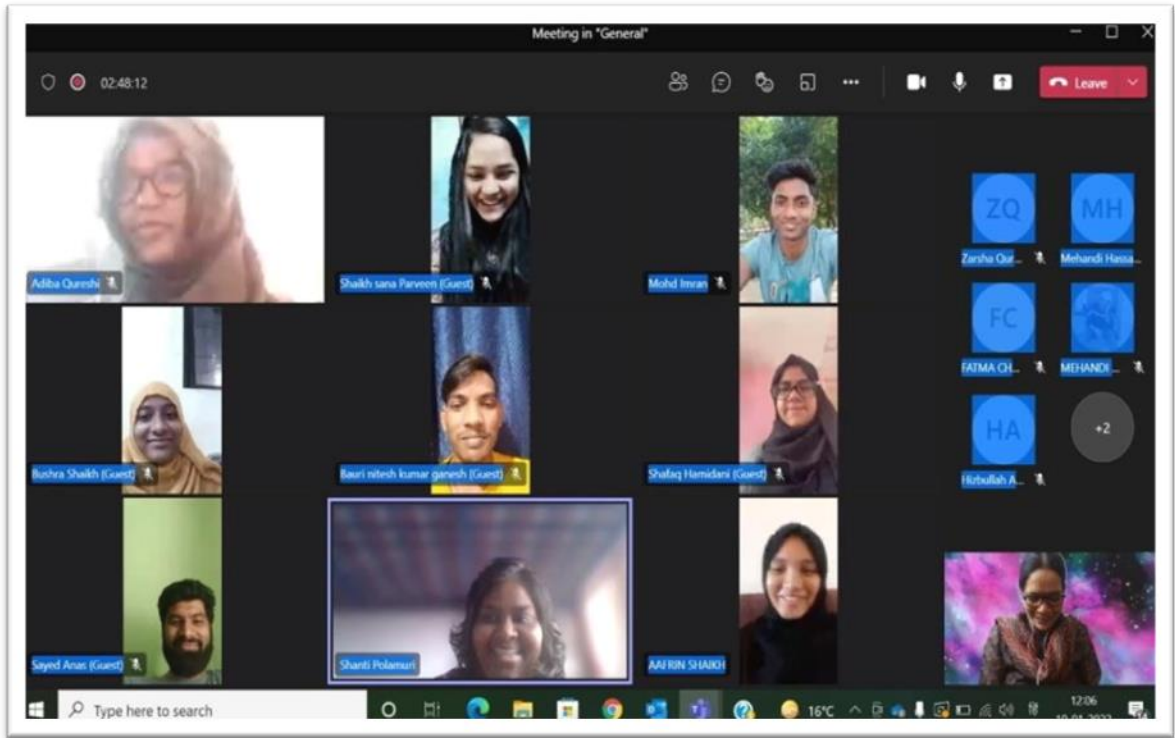 Meeting in "General"
02:48:12
Leave
ZQ
MH
Zarsha Qur...
Mehandi Hassa...
Adiba Qureshi
Shaikh sana Parveen (Guest)
Mohd Imran
FC
FATMA CH...
MEHANDI ...
HA
+2
Hizbullah A...
Bushra Shaikh (Guest)
Bauri nitesh kumar ganesh (Guest)
Shafaq Hamidani (Guest)
Sayed Anas (Guest)
Shanti Polamuri
AAFRIN SHAIKH
Type here to search
16°C
12:06